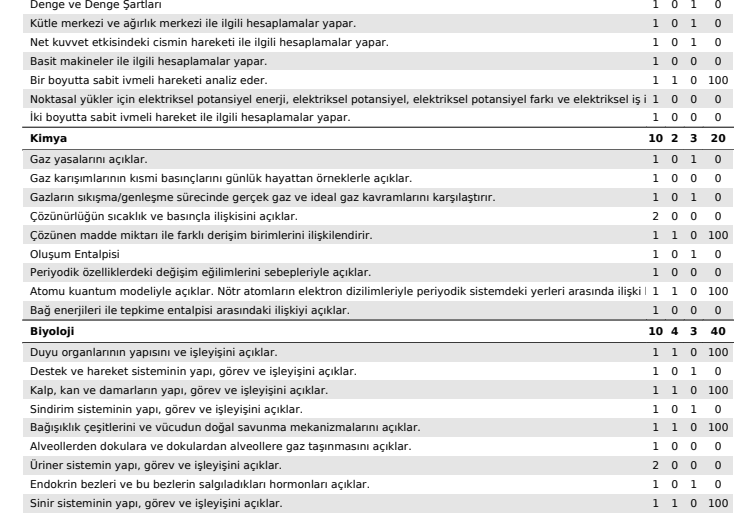 Denge ve Denge Şartları 1 0 1 0
Kütle merkezi ve ağırlık merkezi ile ilgili hesaplamalar yapar. 1 0 1 0
Net kuvvet etkisindeki cismin hareketi ile ilgili hesaplamalar yapar. 1 0 1 0
Basit makineler ile ilgili hesaplamalar yapar. 1 0 0 0
Bir boyutta sabit ivmeli hareketi analiz eder. 1 1 0 100
Noktasal yükler için elektriksel potansiyel enerji, elektriksel potansiyel, elektriksel potansiyel farkı ve elektriksel iş i 1 0 0 0
İki boyutta sabit ivmeli hareket ile ilgili hesaplamalar yapar. 1 0 0 0
Kimya 10 2 3 20
Gaz yasalarını açıklar. 1 0 1 0
Gaz karışımlarının kısmi basınçlarını günlük hayattan örneklerle açıklar. 1 0 0 0
Gazların sıkışma/genleşme sürecinde gerçek gaz ve ideal gaz kavramlarını karşılaştırır. 1 0 1 0
Çözünürlüğün sıcaklık ve basınçla ilişkisini açıklar. 2 0 0 0
Çözünen madde miktarı ile farklı derişim birimlerini ilişkilendirir. 1 1 0 100
Oluşum Entalpisi 1 0 1 0
Periyodik özelliklerdeki değişim eğilimlerini sebepleriyle açıklar. 1 0 0 0
Atomu kuantum modeliyle açıklar. Nötr atomların elektron dizilimleriyle periyodik sistemdeki yerleri arasında ilişki 1 1 0 100
Bağ enerjileri ile tepkime entalpisi arasındaki ilişkiyi açıklar. 1 0 0 0
Biyoloji 10 4 3 40
Duyu organlarının yapısını ve işleyişini açıklar. 1 1 0 100
Destek ve hareket sisteminin yapı, görev ve işleyişini açıklar. 1 0 1 0
Kalp, kan ve damarların yapı, görev ve işleyişini açıklar. 1 1 0 100
Sindirim sisteminin yapı, görev ve işleyişini açıklar. 1 0 1 0
Bağışıklık çeşitlerini ve vücudun doğal savunma mekanizmalarını açıklar. 1 1 0 100
Alveollerden dokulara ve dokulardan alveollere gaz taşınmasını açıklar. 1 0 0 0
Üriner sistemin yapı, görev ve işleyişini açıklar. 2 0 0 0
Endokrin bezleri ve bu bezlerin salgıladıkları hormonları açıklar. 1 0 1 0
Sinir sisteminin yapı, görev ve işleyişini açıklar. 1 1 0 100